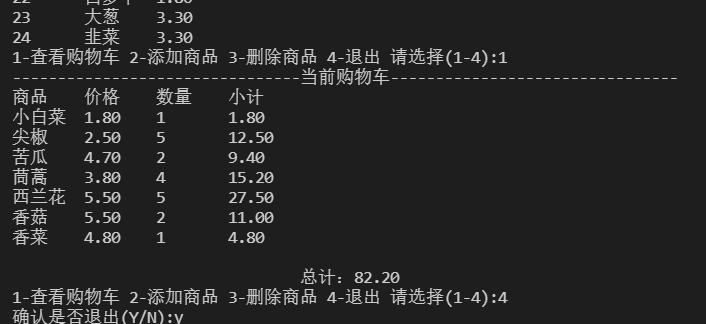 23 大葱 3.30
24 韭菜 3.30
1-查看购物车 2-添加商品 3-删除商品 4-退出 请选择(1-4):1
--------------------------------当前购物车--------------------------------
商品 价格 数量 小计
小白菜 1.80 1 1.80
尖椒 2.50 5 12.50
苦瓜 4.70 2 9.40
茼蒿 3.80 4 15.20
西兰花 5.50 5 27.50
香菇 5.50 2 11.00
香菜 4.80 1 4.80
总计: 82.20
1-查看购物车 2-添加商品 3-删除商品 4-退出 请选择(1-4):4
确认是否退出(Y/N):y